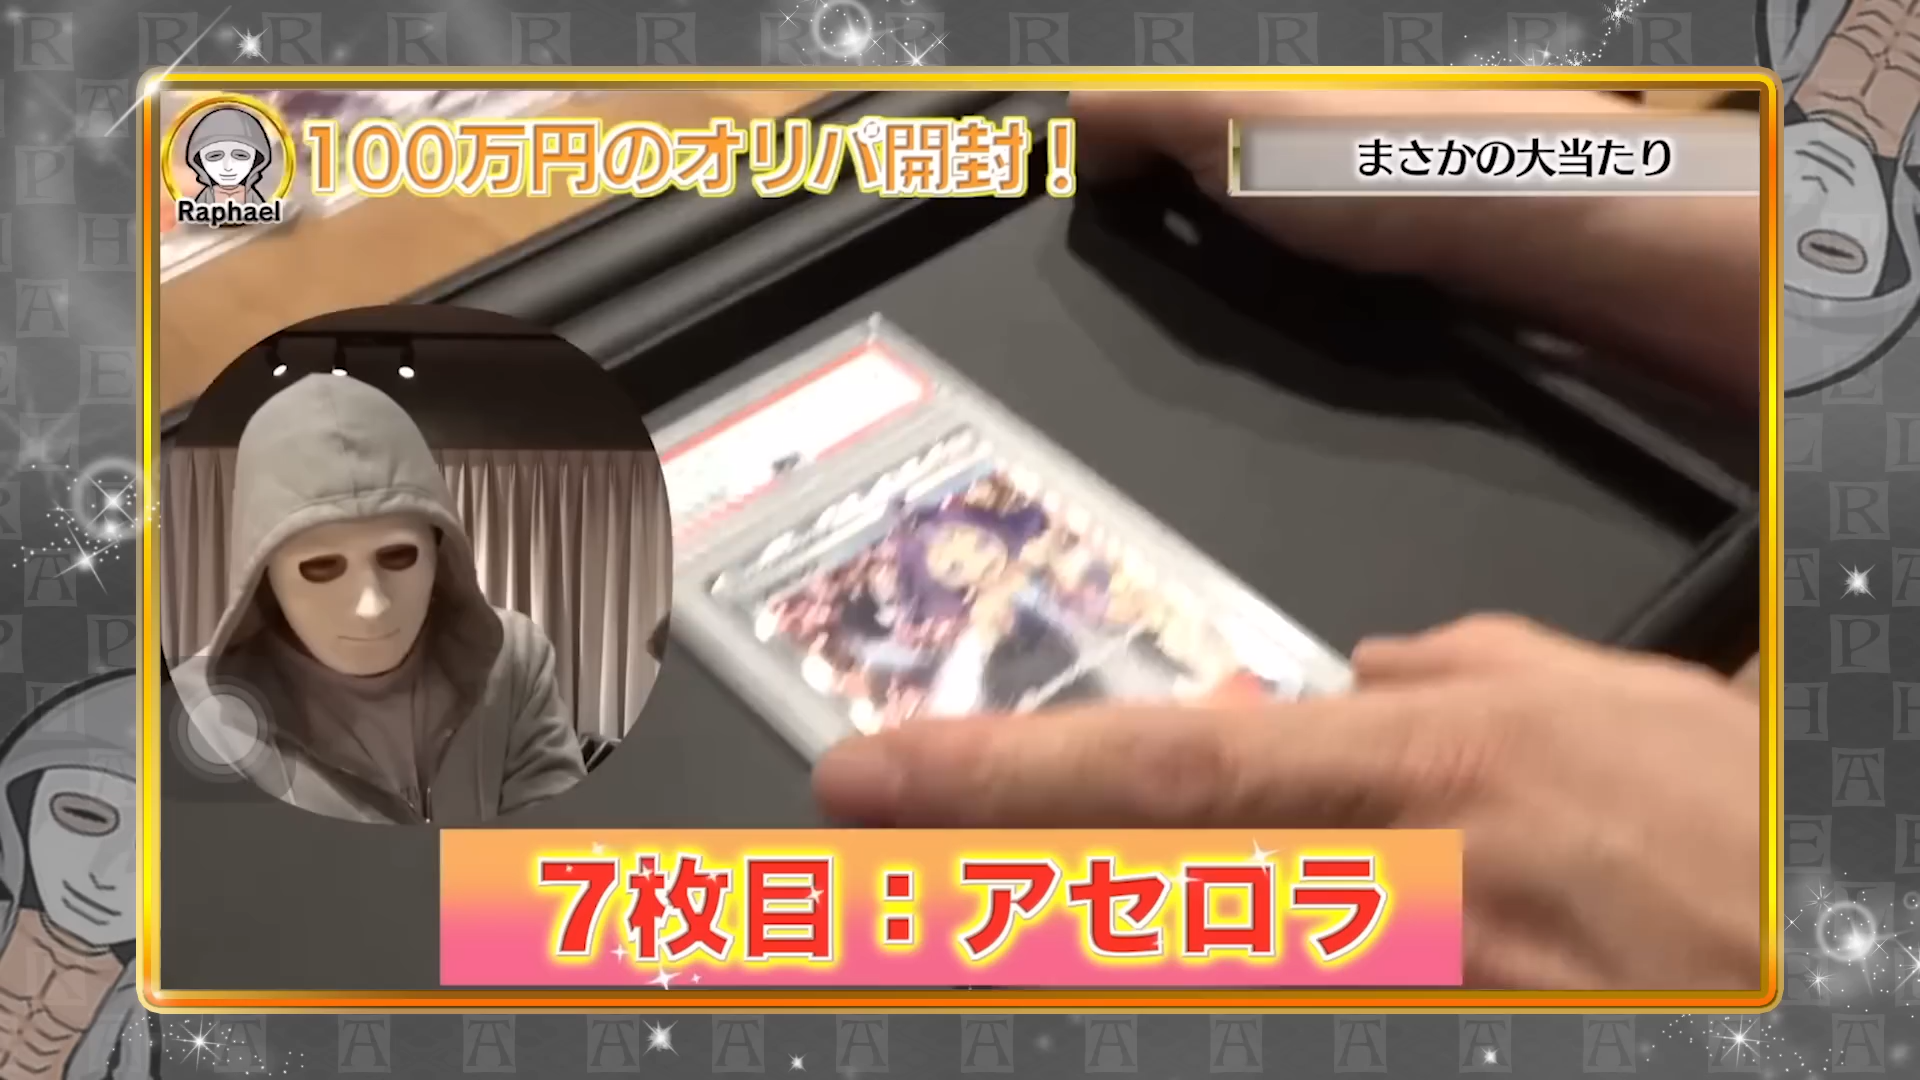 100万円のオリパ開封！
まさかの大当たり
Raphael
7枚目：アセロラ